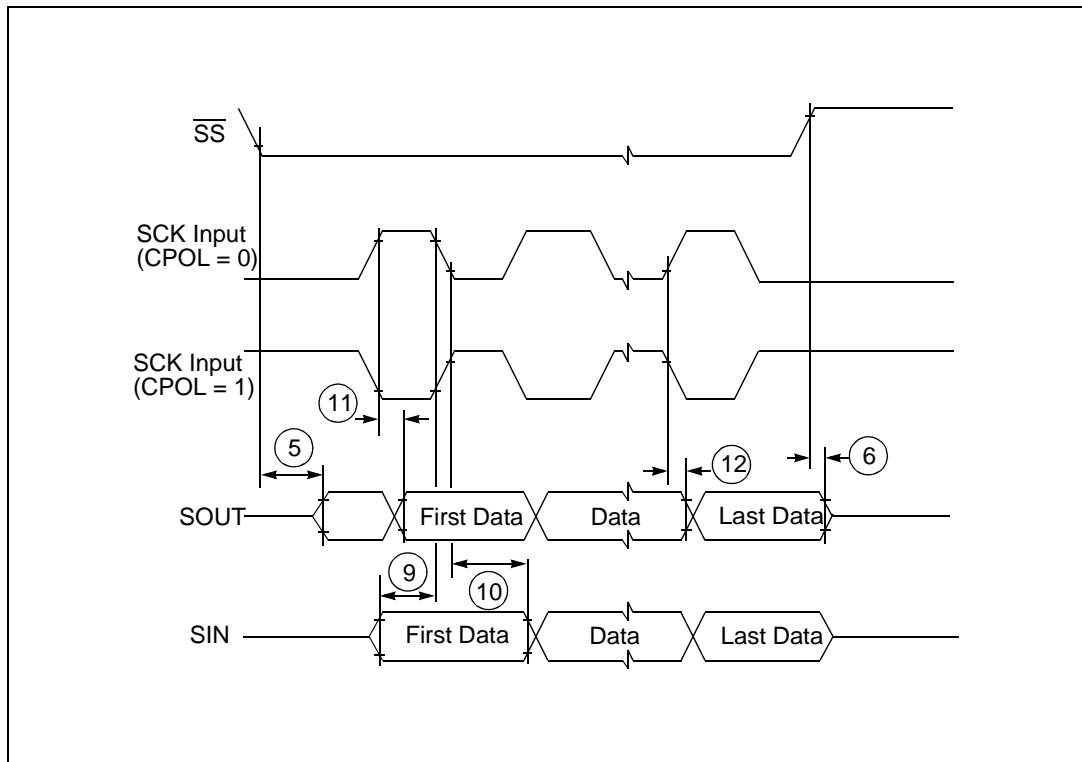 SS
SCK Input
(CPOL = 0)
SCK Input
(CPOL = 1)
11
5
12
6
SOUT
First Data
Data
Last Data
9
10
SIN
First Data
Data
Last Data